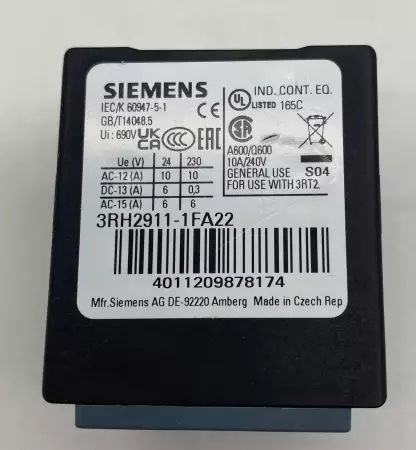 SIEMENS
IEC/K 60947-5-1
GB/T14048.5
Ui : 690V UK CA CCC EAC
CE
UL LISTED IND. CONT. EQ. 165C
A600/Q600
10A/240V
GENERAL USE S04
FOR USE WITH 3RT2.
Ue (V) 24 230
AC-12 (A) 10 10
DC-13 (A) 6 0,3
AC-15 (A) 6 6
3RH2911-1FA22
4011209878174
Mfr.Siemens AG DE-92220 Amberg Made in Czech Rep